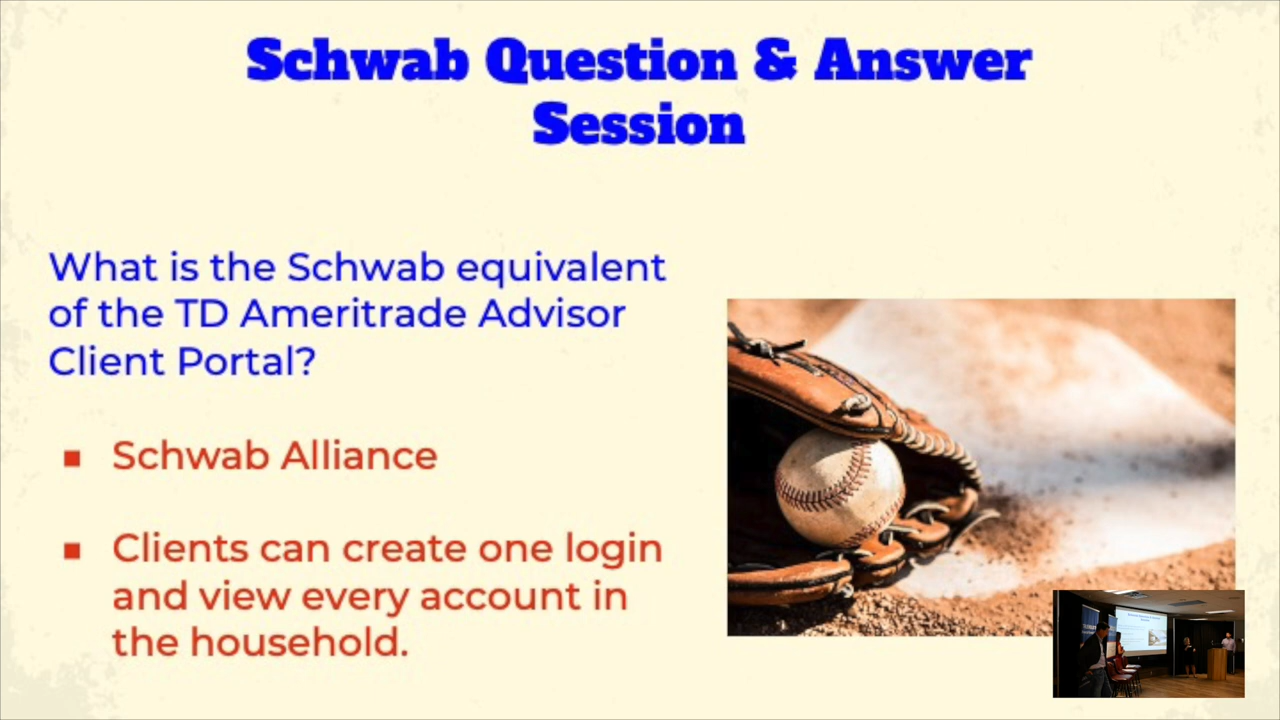 Schwab Question & Answer
Session
What is the Schwab equivalent
of the TD Ameritrade Advisor
Client Portal?
▪ Schwab Alliance
▪ Clients can create one login
and view every account in
the household.